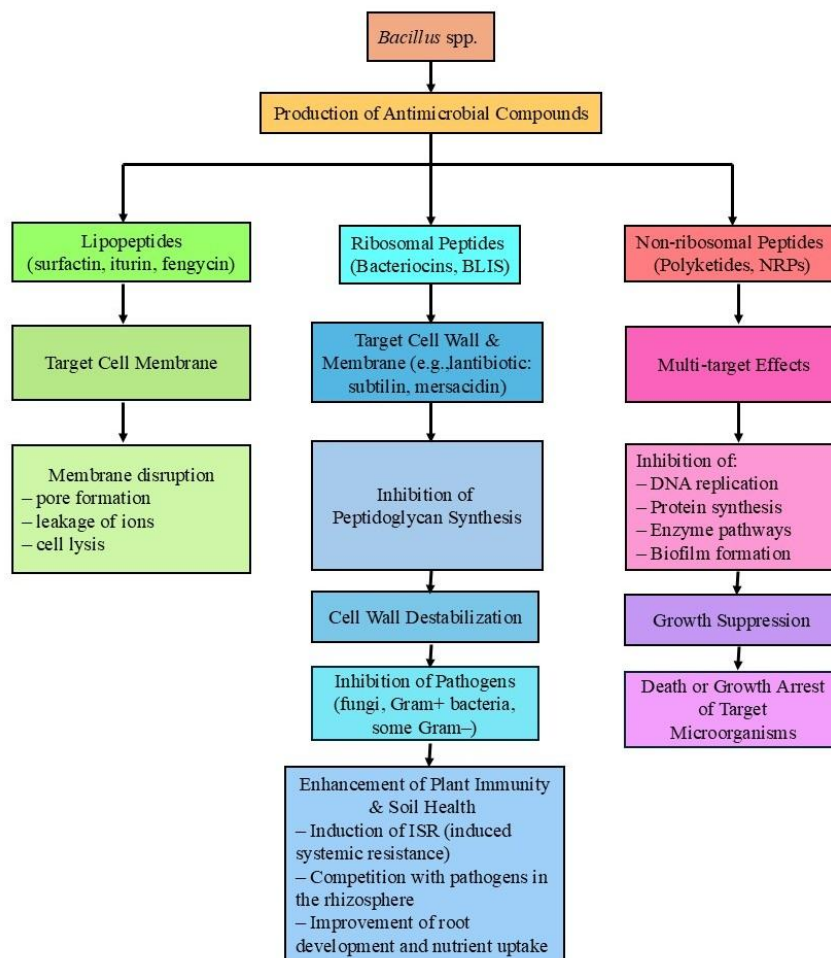 Bacillus spp.
Production of Antimicrobial Compounds
Lipopeptides
(surfactin, iturin, fengycin)
Target Cell Membrane
Membrane disruption
– pore formation
– leakage of ions
– cell lysis
Ribosomal Peptides
(Bacteriocins, BLIS)
Target Cell Wall &
Membrane (e.g.,lantibiotic:
subtilin, mersacidin)
Inhibition of
Peptidoglycan Synthesis
Cell Wall Destabilization
Inhibition of Pathogens
(fungi, Gram+ bacteria,
some Gram–)
Enhancement of Plant Immunity
& Soil Health
– Induction of ISR (induced
systemic resistance)
– Competition with pathogens in
the rhizosphere
– Improvement of root
development and nutrient uptake
Non-ribosomal Peptides
(Polyketides, NRPs)
Multi-target Effects
Inhibition of:
– DNA replication
– Protein synthesis
– Enzyme pathways
– Biofilm formation
Growth Suppression
Death or Growth Arrest
of Target
Microorganisms